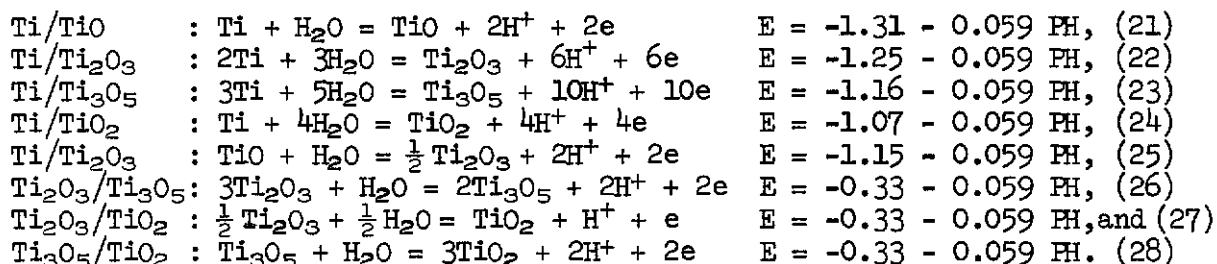 Ti/TiO : Ti + H₂O = TiO + 2H⁺ + 2e E = -1.31 - 0.059 PH, (21)
Ti/Ti₂O₃ : 2Ti + 3H₂O = Ti₂O₃ + 6H⁺ + 6e E = -1.25 - 0.059 PH, (22)
Ti/Ti₃O₅ : 3Ti + 5H₂O = Ti₃O₅ + 10H⁺ + 10e E = -1.16 - 0.059 PH, (23)
Ti/TiO₂ : Ti + 4H₂O = TiO₂ + 4H⁺ + 4e E = -1.07 - 0.059 PH, (24)
Ti/Ti₂O₃ : TiO + H₂O = ½ Ti₂O₃ + 2H⁺ + 2e E = -1.15 - 0.059 PH, (25)
Ti₂O₃/Ti₃O₅: 3Ti₂O₃ + H₂O = 2Ti₃O₅ + 2H⁺ + 2e E = -0.33 - 0.059 PH, (26)
Ti₂O₃/TiO₂ : ½ Ti₂O₃ + ½ H₂O = TiO₂ + H⁺ + e E = -0.33 - 0.059 PH,and (27)
Ti₃O₅/TiO₂ : Ti₃O₅ + H₂O = 3TiO₂ + 2H⁺ + 2e E = -0.33 - 0.059 PH. (28)